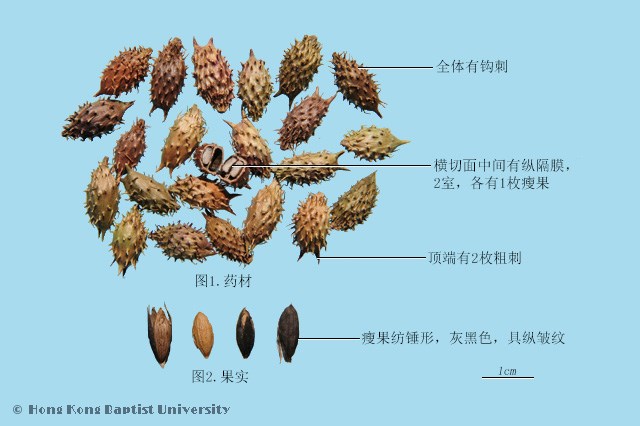 全体有钩刺
横切面中间有纵隔膜，
2室，各有1枚瘦果
顶端有2枚粗刺
图1.药材
瘦果纺锤形，灰黑色，具纵皱纹
图2.果实
1cm
© Hong Kong Baptist University